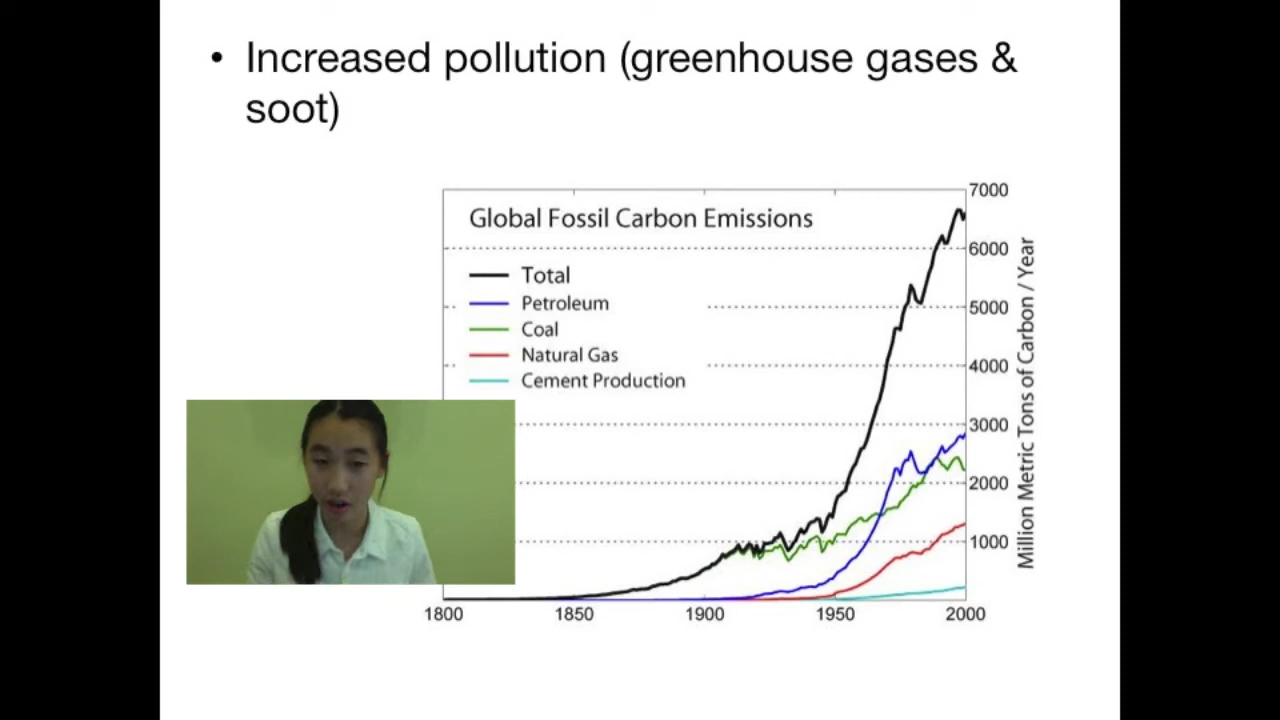 • Increased pollution (greenhouse gases &
soot)
Global Fossil Carbon Emissions
Total
Petroleum
Coal
Natural Gas
Cement Production
7000
6000
5000
4000
3000
2000
1000
Million Metric Tons of Carbon / Year
1800 1850 1900 1950 2000